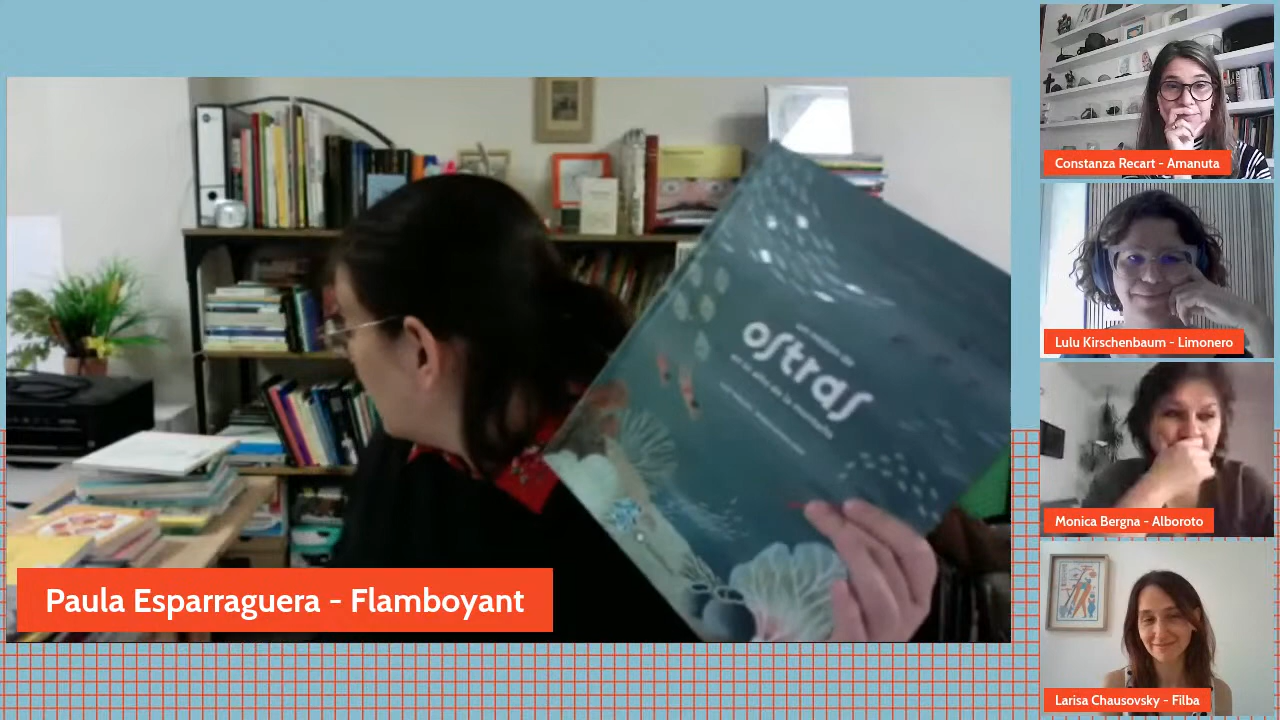 ostras
Paula Esparraguera - Flamboyant
Constanza Recart - Amanuta
Lulu Kirschenbaum - Limonero
Monica Bergna - Alboroto
Larisa Chausovsky - Filba